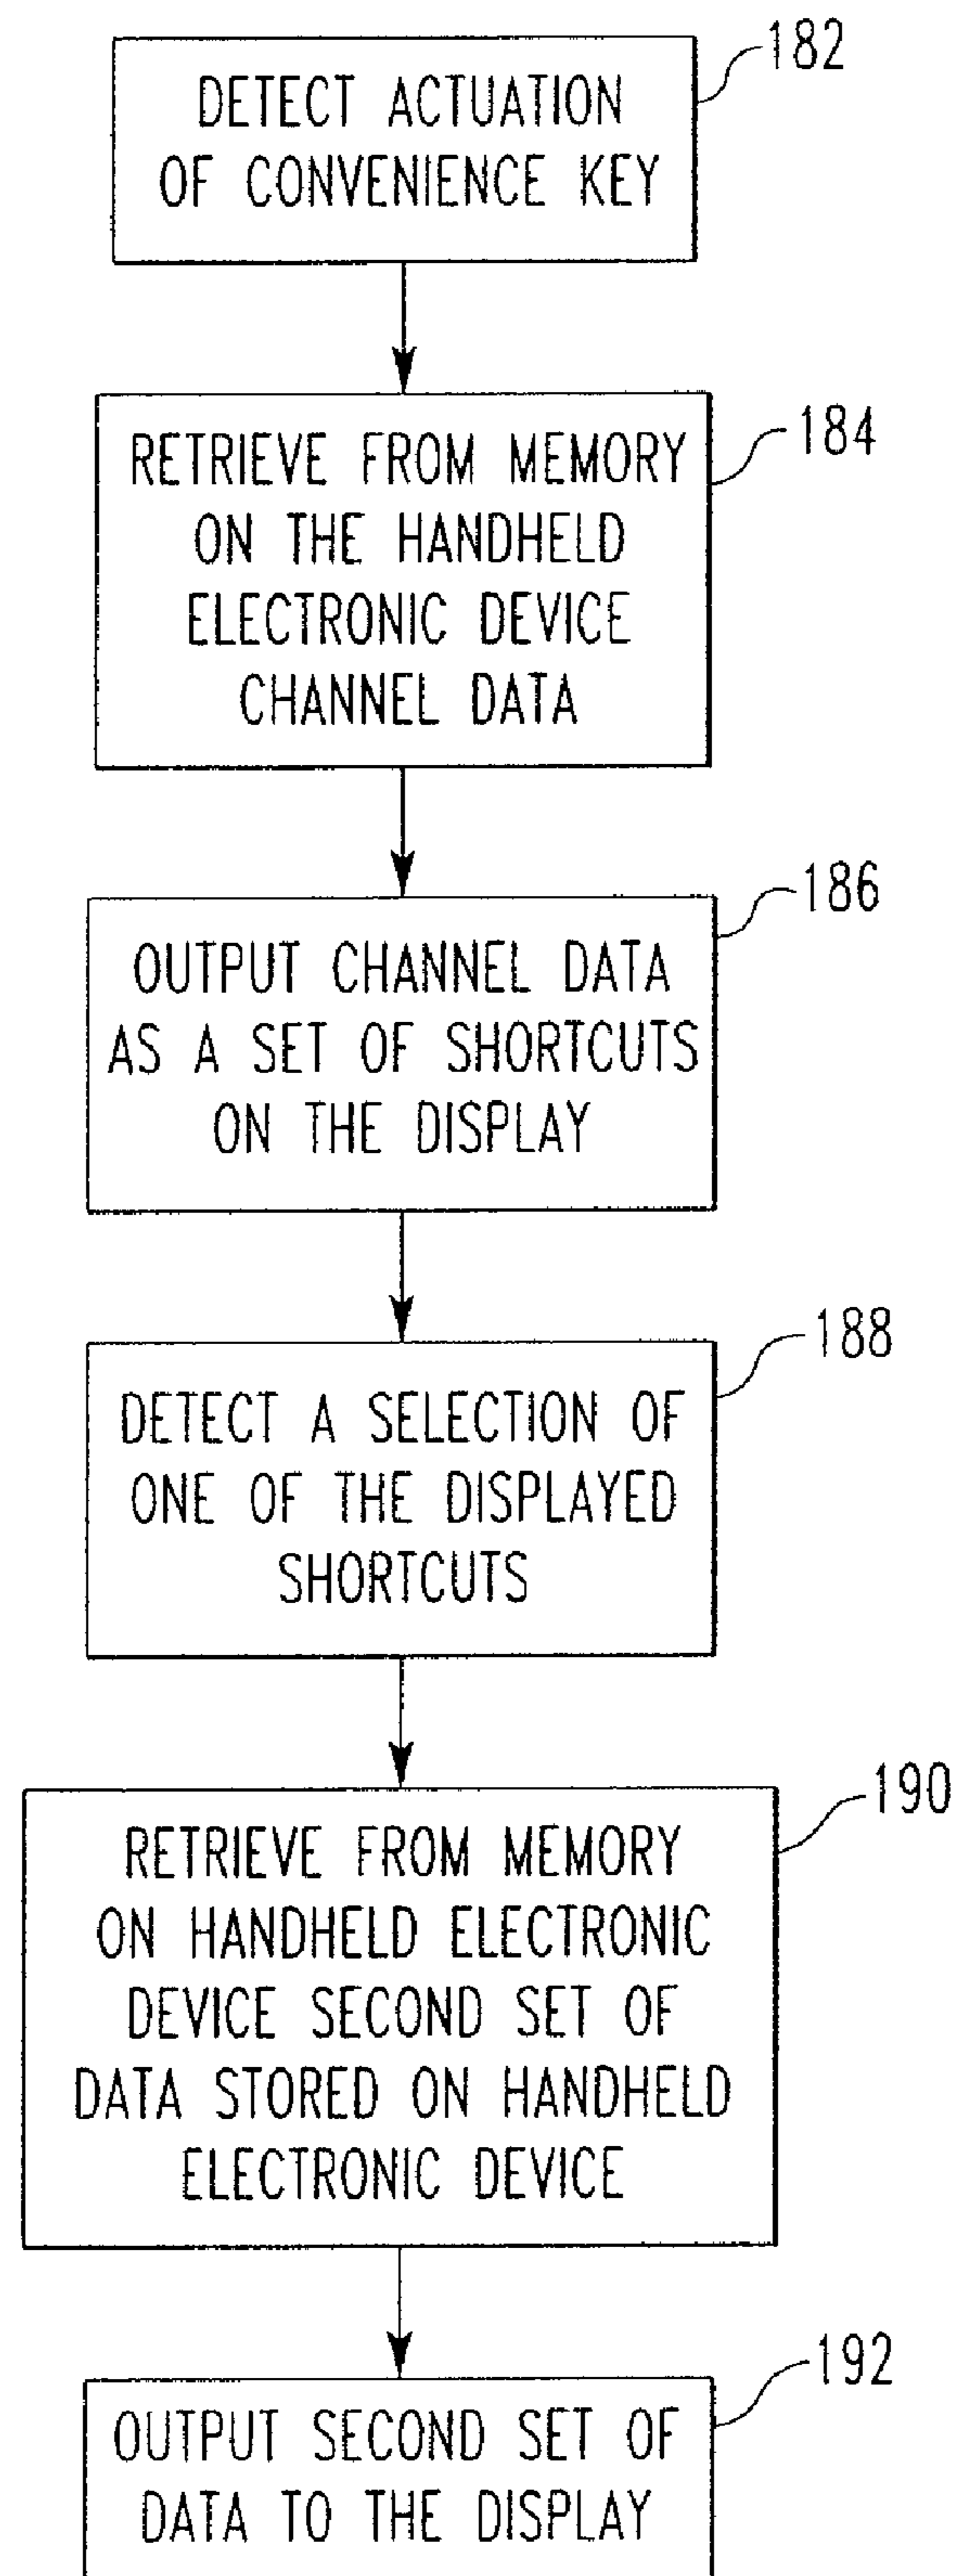 182
DETECT ACTUATION
OF CONVENIENCE KEY
184
RETRIEVE FROM MEMORY
ON THE HANDHELD
ELECTRONIC DEVICE
CHANNEL DATA
186
OUTPUT CHANNEL DATA
AS A SET OF SHORTCUTS
ON THE DISPLAY
188
DETECT A SELECTION OF
ONE OF THE DISPLAYED
SHORTCUTS
190
RETRIEVE FROM MEMORY
ON HANDHELD ELECTRONIC
DEVICE SECOND SET OF
DATA STORED ON HANDHELD
ELECTRONIC DEVICE
192
OUTPUT SECOND SET OF
DATA TO THE DISPLAY